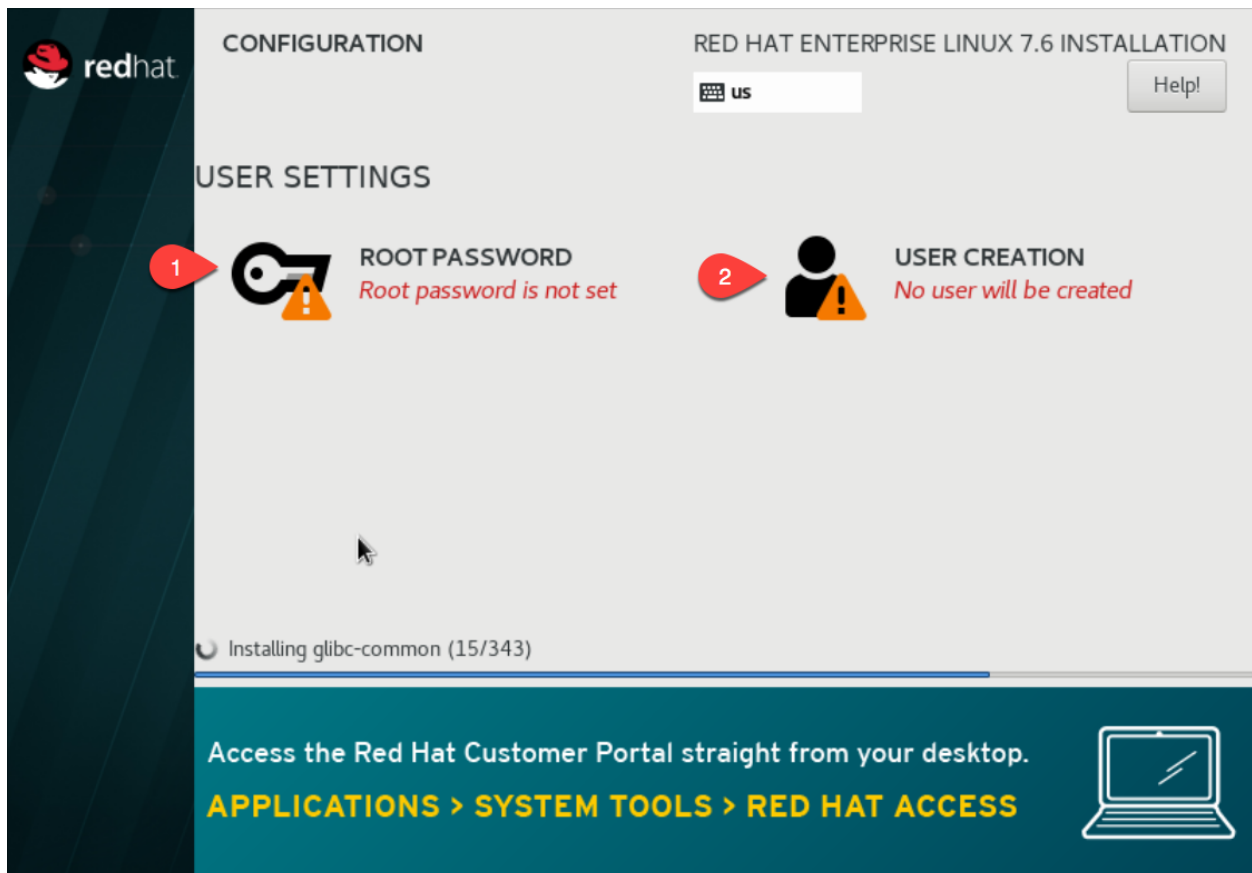 redhat.
CONFIGURATION
RED HAT ENTERPRISE LINUX 7.6 INSTALLATION
us
Help!
USER SETTINGS
1
ROOT PASSWORD
Root password is not set
2
USER CREATION
No user will be created
Installing glibc-common (15/343)
Access the Red Hat Customer Portal straight from your desktop.
APPLICATIONS > SYSTEM TOOLS > RED HAT ACCESS